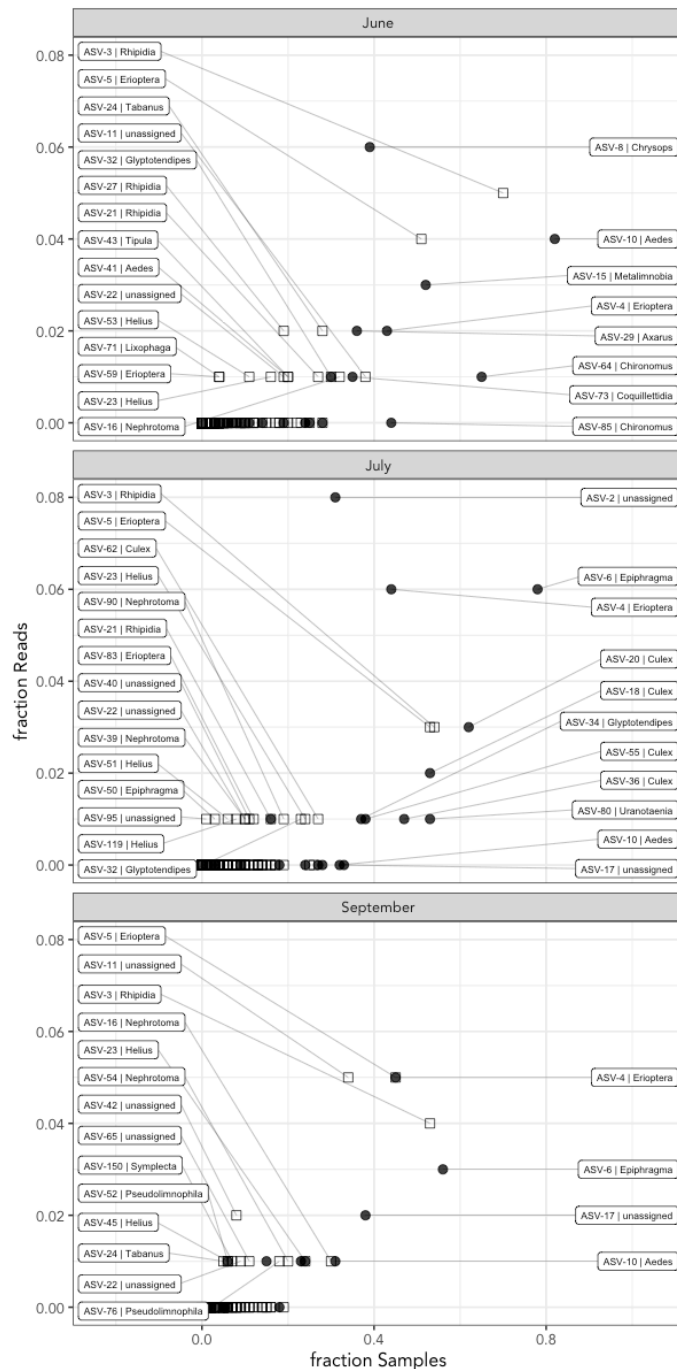 June
0.08
0.06
0.04
0.02
0.00
ASV-3 | Rhipidia
ASV-5 | Erioptera
ASV-24 | Tabanus
ASV-11 | unassigned
ASV-32 | Glyptotendipes
ASV-27 | Rhipidia
ASV-21 | Rhipidia
ASV-43 | Tipula
ASV-41 | Aedes
ASV-22 | unassigned
ASV-53 | Helius
ASV-71 | Lixophaga
ASV-59 | Erioptera
ASV-23 | Helius
ASV-16 | Nephrotoma
ASV-8 | Chrysops
ASV-10 | Aedes
ASV-15 | Metalimnobia
ASV-4 | Erioptera
ASV-29 | Axarus
ASV-64 | Chironomus
ASV-73 | Coquillettidia
ASV-85 | Chironomus
July
fraction Reads
0.08
0.06
0.04
0.02
0.00
ASV-3 | Rhipidia
ASV-5 | Erioptera
ASV-62 | Culex
ASV-23 | Helius
ASV-90 | Nephrotoma
ASV-21 | Rhipidia
ASV-83 | Erioptera
ASV-40 | unassigned
ASV-22 | unassigned
ASV-39 | Nephrotoma
ASV-51 | Helius
ASV-50 | Epiphragma
ASV-95 | unassigned
ASV-119 | Helius
ASV-32 | Glyptotendipes
ASV-2 | unassigned
ASV-6 | Epiphragma
ASV-4 | Erioptera
ASV-20 | Culex
ASV-18 | Culex
ASV-34 | Glyptotendipes
ASV-55 | Culex
ASV-36 | Culex
ASV-80 | Uranotaenia
ASV-10 | Aedes
ASV-17 | unassigned
September
0.08
0.06
0.04
0.02
0.00
ASV-5 | Erioptera
ASV-11 | unassigned
ASV-3 | Rhipidia
ASV-16 | Nephrotoma
ASV-23 | Helius
ASV-54 | Nephrotoma
ASV-42 | unassigned
ASV-65 | unassigned
ASV-150 | Symplecta
ASV-52 | Pseudolimnophila
ASV-45 | Helius
ASV-24 | Tabanus
ASV-22 | unassigned
ASV-76 | Pseudolimnophila
ASV-4 | Erioptera
ASV-6 | Epiphragma
ASV-17 | unassigned
ASV-10 | Aedes
0.0 0.4 0.8
fraction Samples